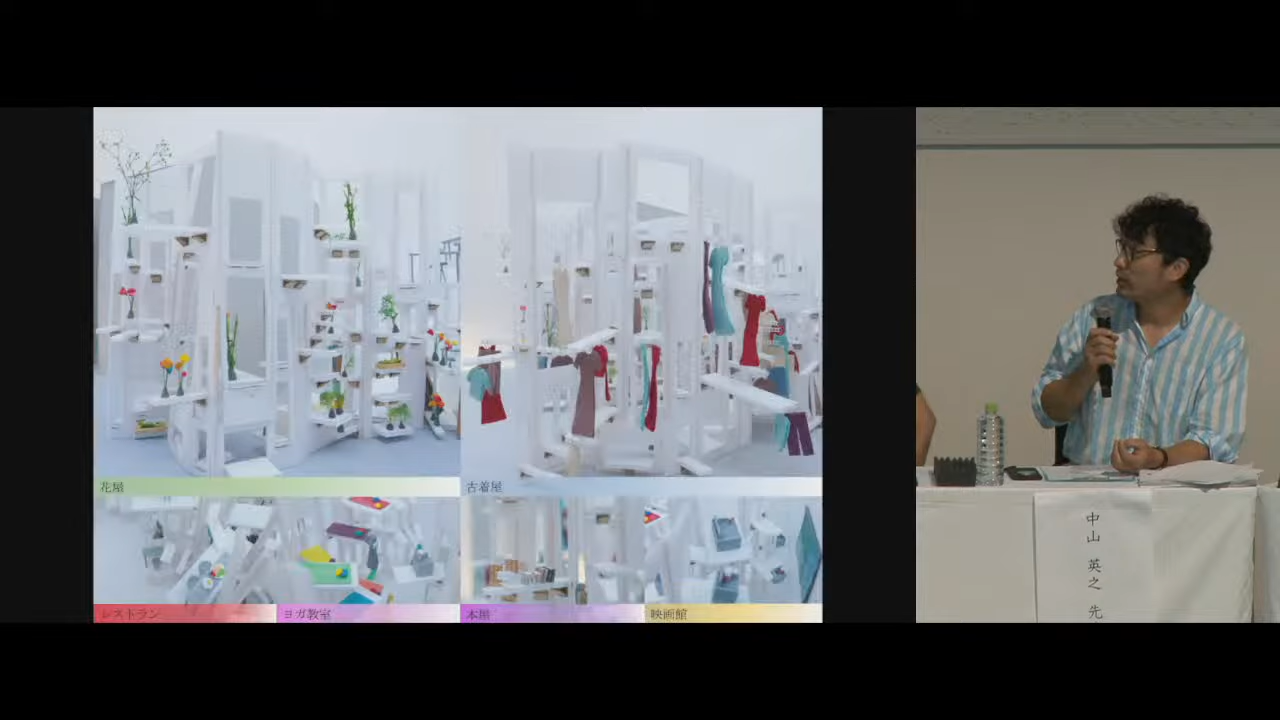 花屋
古着屋
レストラン
ヨガ教室
本屋
映画館
中山 英之 先